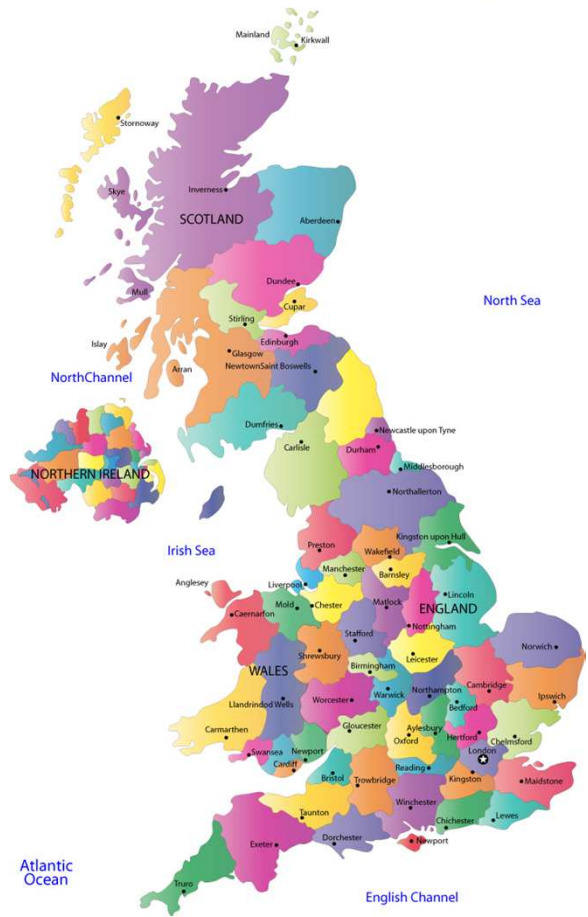 Mainland
Kirkwall
Stornoway
Skye
Inverness
SCOTLAND
Aberdeen
Mull
Dundee
Cupar
North Sea
Stirling
Islay
Edinburgh
Glasgow
NorthChannel
Arran
NewtownSaint Boswells
Dumfries
Newcastle upon Tyne
Carlisle
Durham
Middlesborough
NORTHERN IRELAND
Northallerton
Kingston upon Hull
Irish Sea
Preston
Wakefield
Manchester
Barnsley
Anglesey
Liverpool
Lincoln
Mold
Chester
Matlock
ENGLAND
Caernarfon
Nottingham
Stafford
Norwich
Shrewsbury
Leicester
WALES
Birmingham
Cambridge
Llandrindod Wells
Worcester
Warwick
Northampton
Ipswich
Bedford
Carmarthen
Gloucester
Aylesbury
Oxford
Hertford
Chelmsford
Swansea
Newport
London
Cardiff
Bristol
Reading
Kingston
Maidstone
Trowbridge
Winchester
Taunton
Chichester
Lewes
Exeter
Dorchester
Newport
Atlantic
Ocean
Truro
English Channel